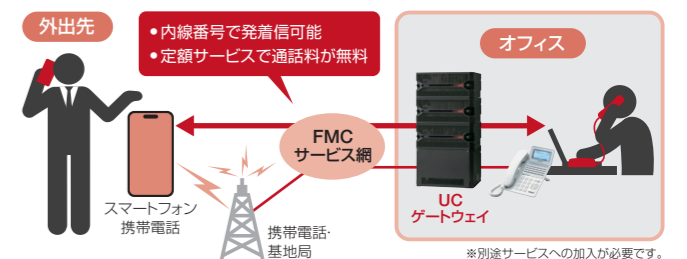 外出先
•内線番号で発着信可能
•定額サービスで通話料が無料
オフィス
FMC
サービス網
スマートフォン
携帯電話
携帯電話・
基地局
UC
ゲートウェイ
※別途サービスへの加入が必要です。